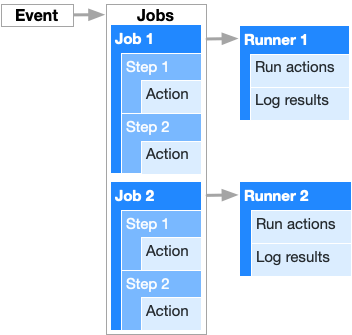 Event
Jobs
Job 1
Step 1
Action
Step 2
Action
Runner 1
Run actions
Log results
Job 2
Step 1
Action
Step 2
Action
Runner 2
Run actions
Log results